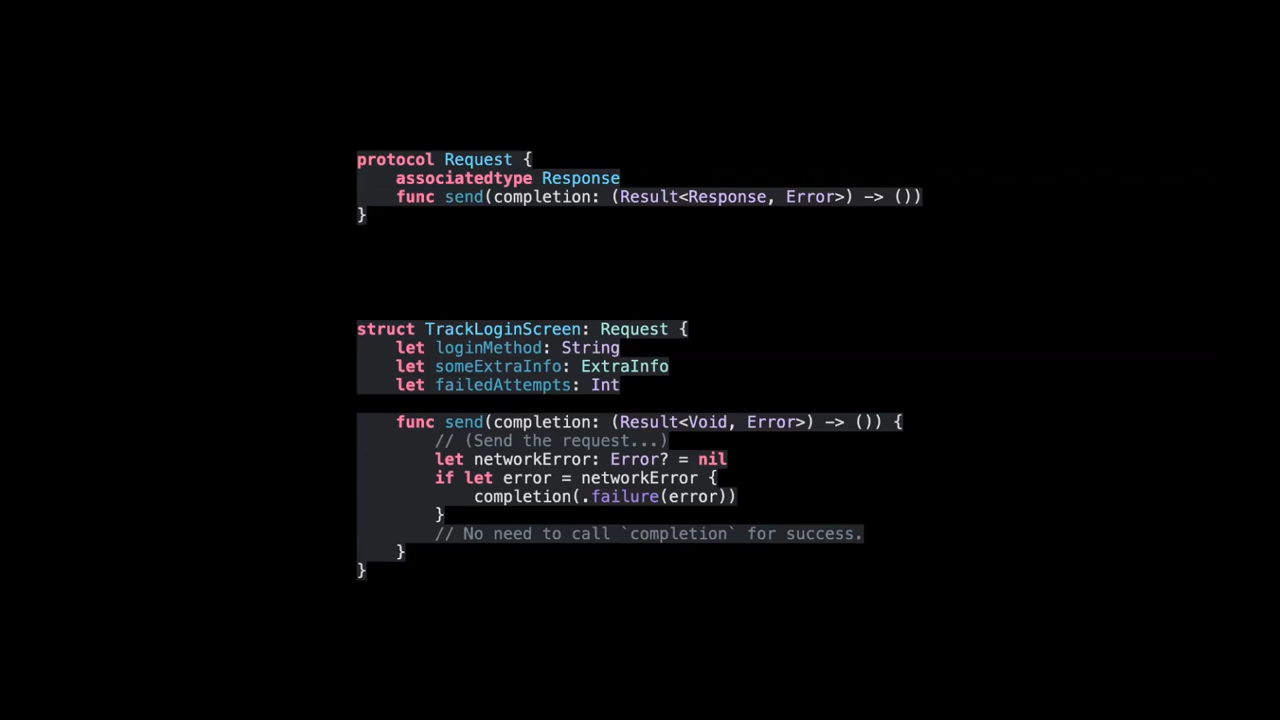 protocol Request {
    associatedtype Response
    func send(completion: (Result<Response, Error>) -> ())
}
struct TrackLoginScreen: Request {
    let loginMethod: String
    let someExtraInfo: ExtraInfo
    let failedAttempts: Int
    func send(completion: (Result<Void, Error>) -> ()) {
        // (Send the request...)
        let networkError: Error? = nil
        if let error = networkError {
            completion(.failure(error))
        }
        // No need to call `completion` for success.
    }
}